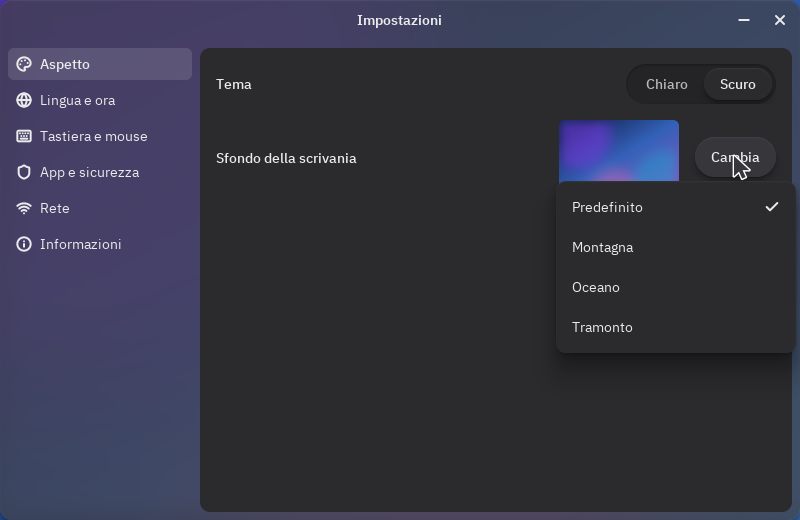 Impostazioni
Aspetto
Lingua e ora
Tastiera e mouse
App e sicurezza
Rete
Informazioni
Tema
Chiaro
Scuro
Sfondo della scrivania
Cambia
Predefinito
Montagna
Oceano
Tramonto